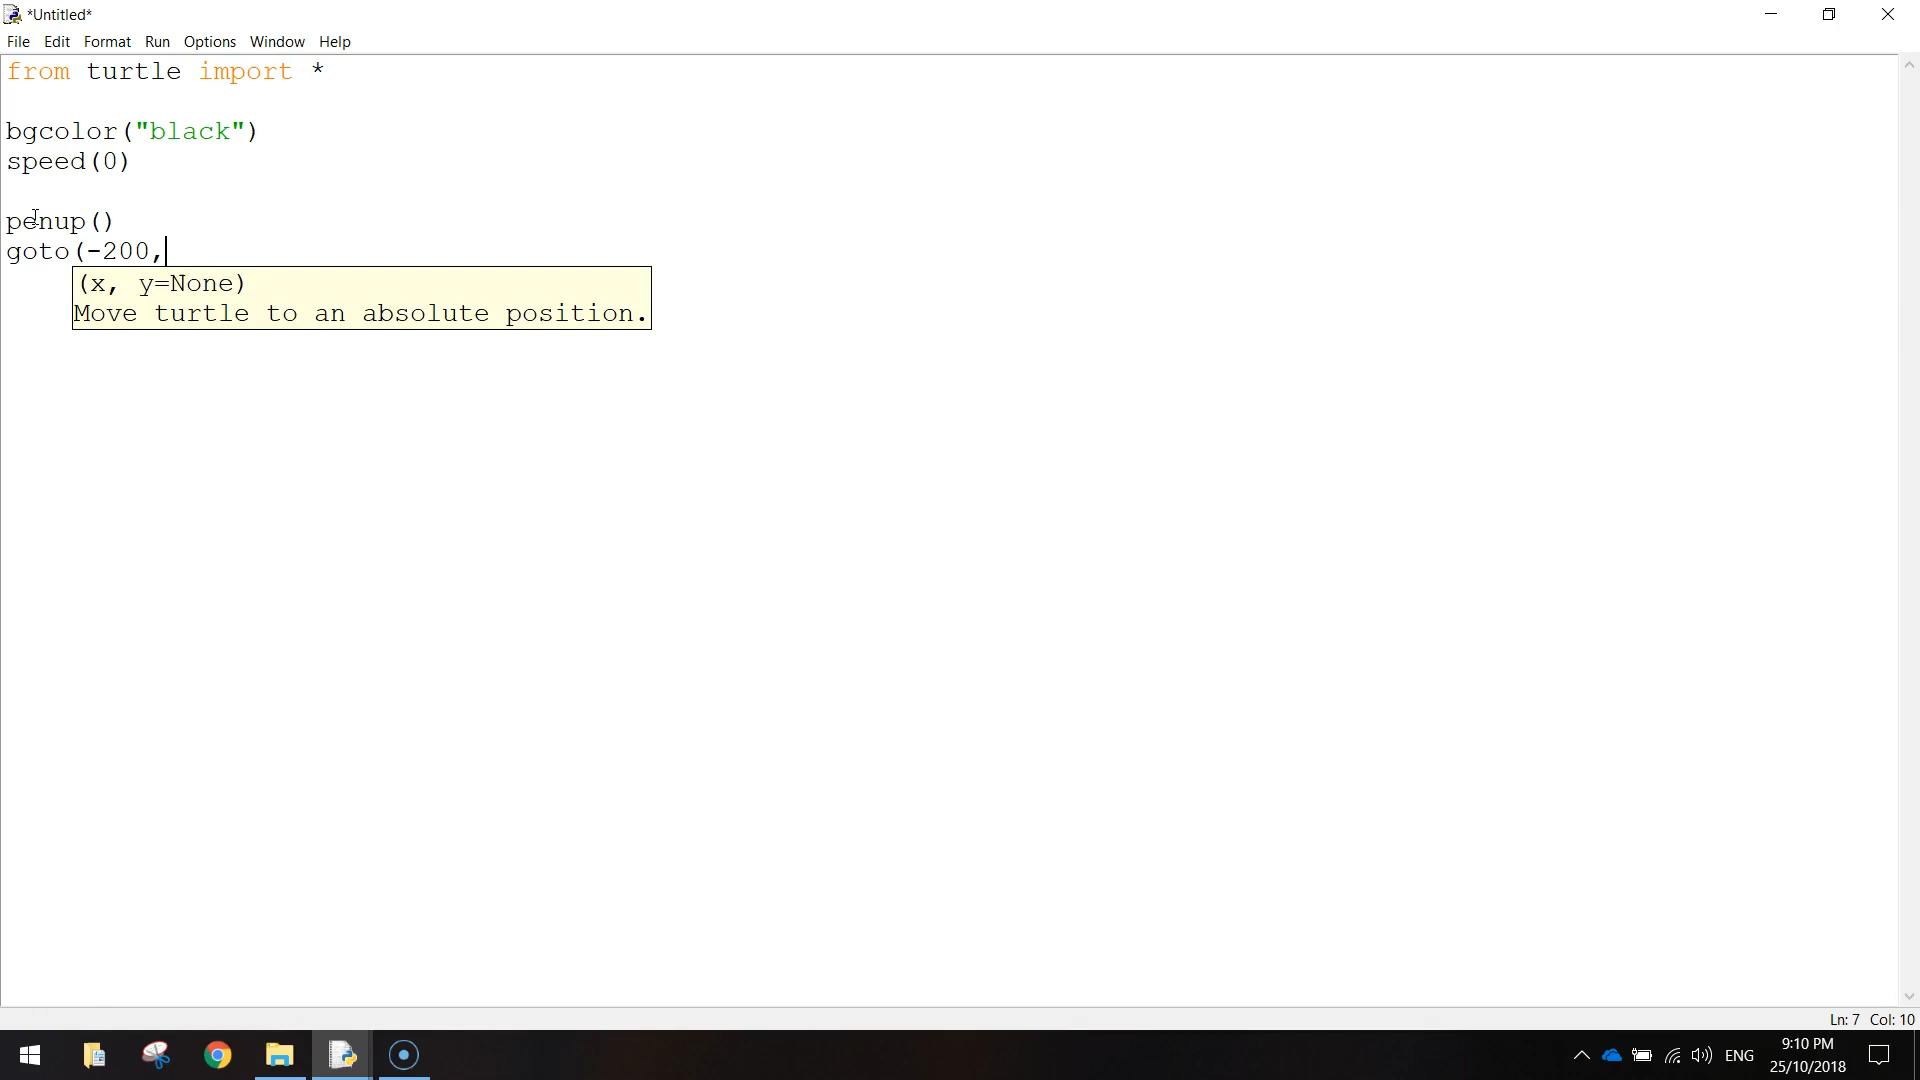 *Untitled*
File Edit Format Run Options Window Help
from turtle import *
bgcolor("black")
speed(0)
penup()
goto(-200,
(x, y=None)
Move turtle to an absolute position.
Ln: 7 Col: 10
ENG
9:10 PM
25/10/2018